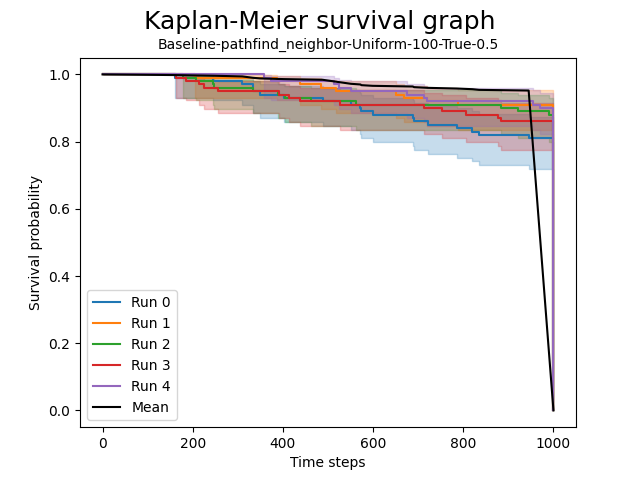 Kaplan-Meier survival graph
Baseline-pathfind_neighbor-Uniform-100-True-0.5
1.0
0.8
0.6
0.4
0.2
0.0
Survival probability
Run 0
Run 1
Run 2
Run 3
Run 4
Mean
0 200 400 600 800 1000
Time steps